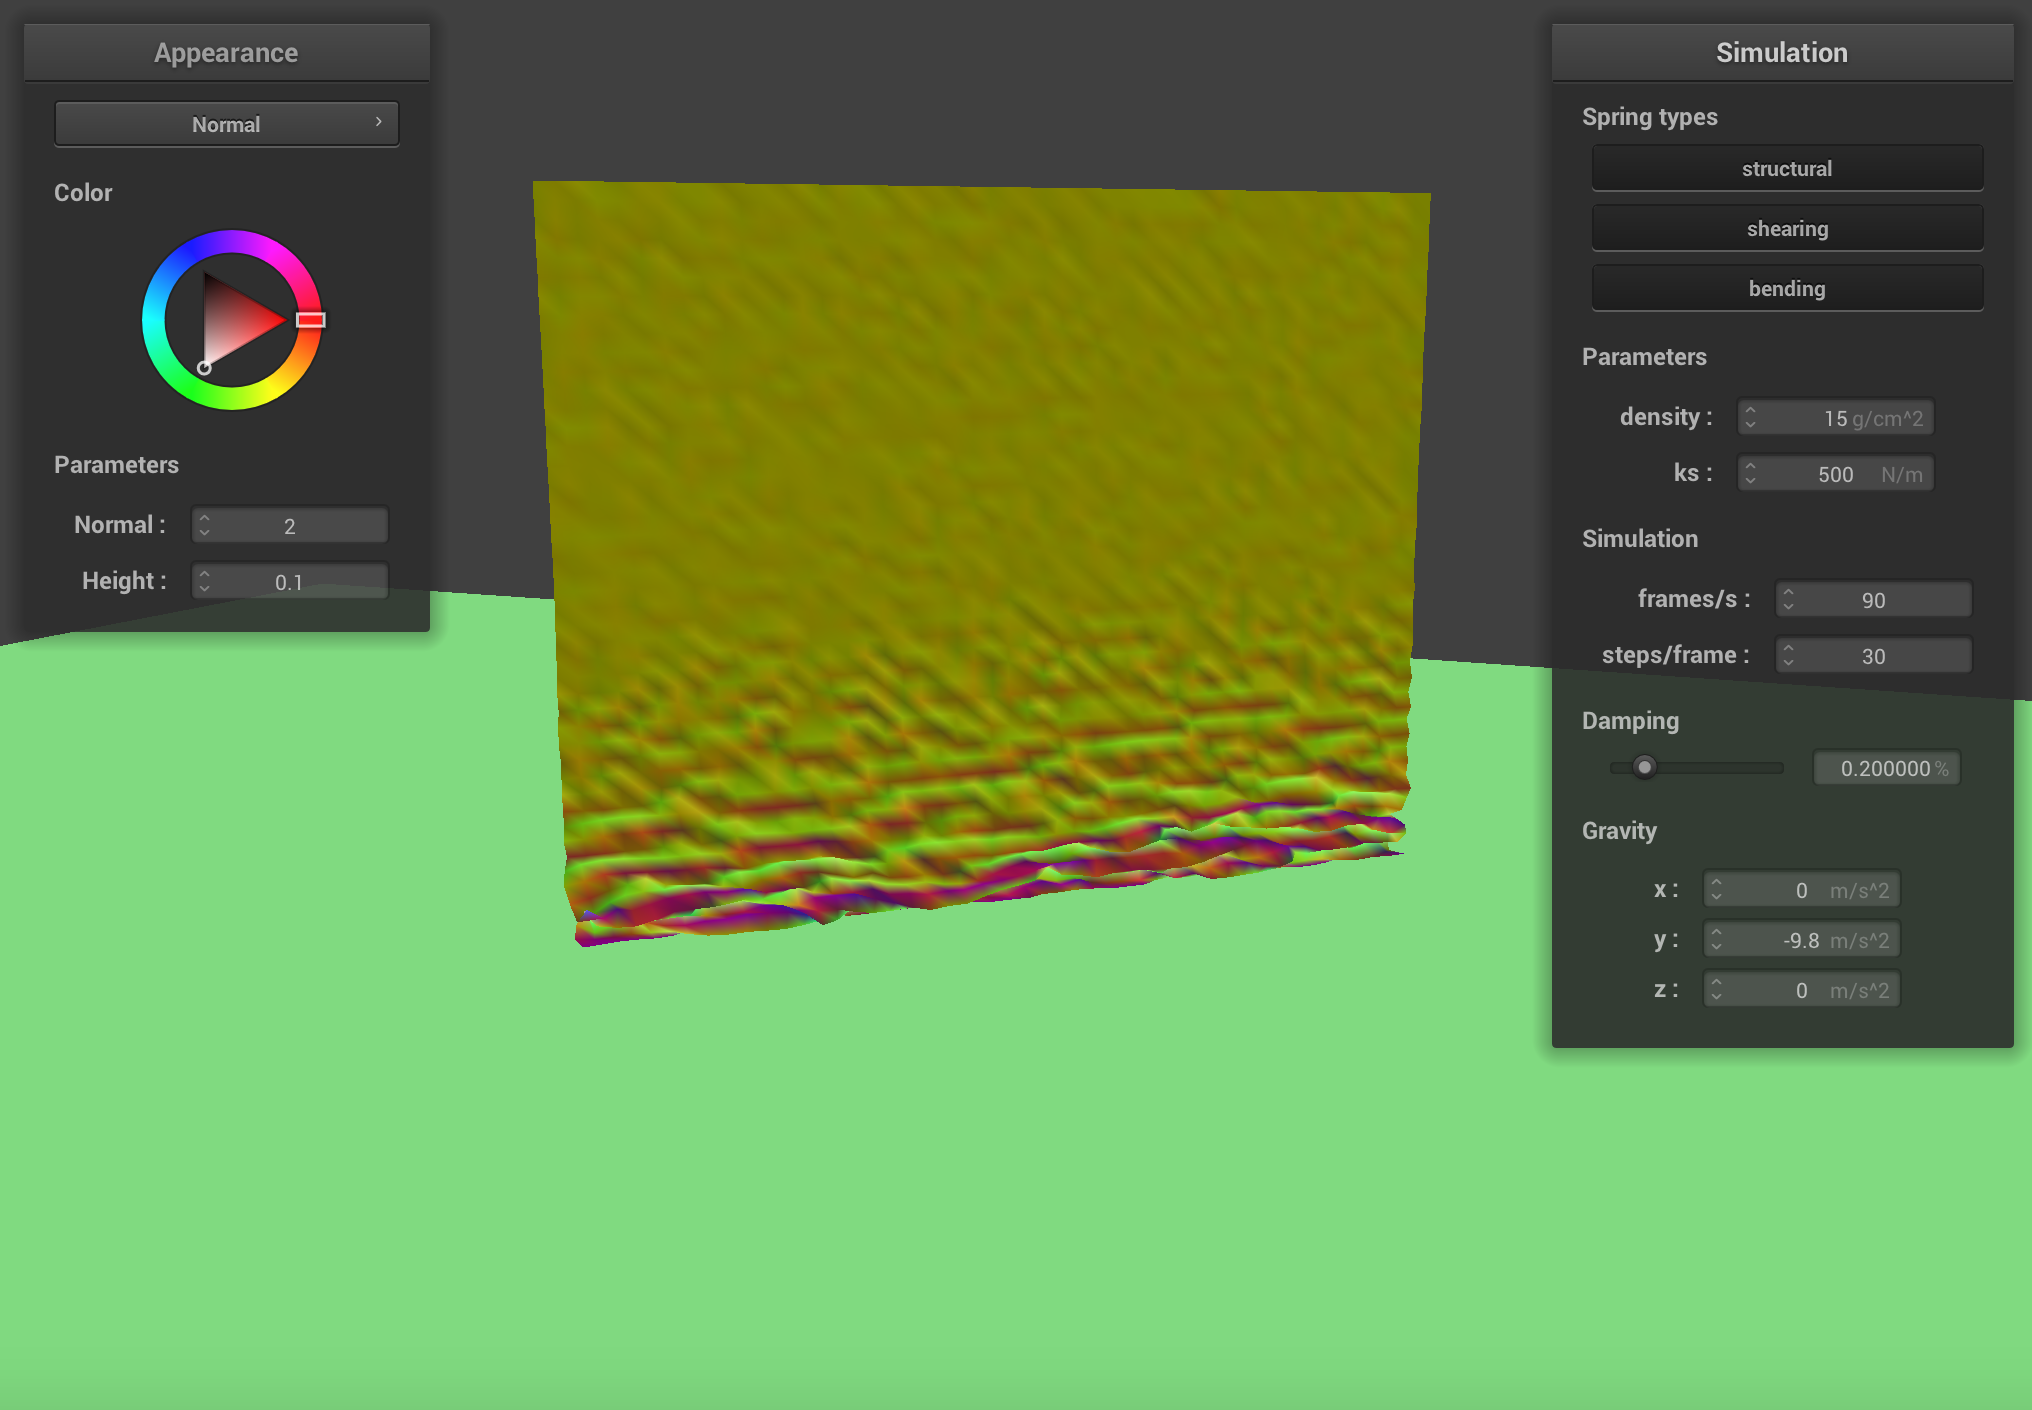 Appearance
Normal
Color
Parameters
Normal : 2
Height : 0.1
Simulation
Spring types
structural
shearing
bending
Parameters
density : 15 g/cm^2
ks : 500 N/m
Simulation
frames/s : 90
steps/frame : 30
Damping
0.200000 %
Gravity
x : 0 m/s^2
y : -9.8 m/s^2
z : 0 m/s^2